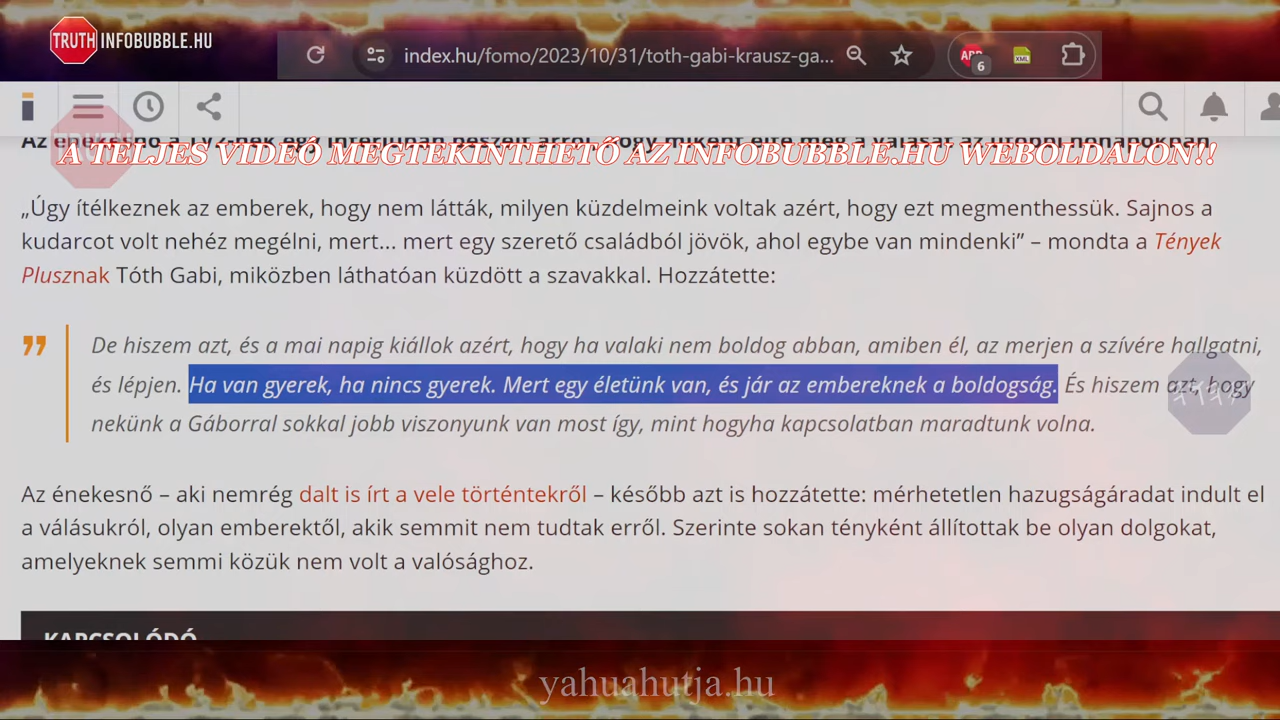 TRUTH INFOBUBBLE.HU
index.hu/fomo/2023/10/31/toth-gabi-krausz-ga...
6
A TELJES VIDEÓ MEGTEKINTHETŐ AZ INFOBUBBLE.HU WEBOLDALON!!
„Úgy ítélkeznek az emberek, hogy nem látták, milyen küzdelmeink voltak azért, hogy ezt megmenthessük. Sajnos a
kudarcot volt nehéz megélni, mert... mert egy szerető családból jövök, ahol egybe van mindenki” – mondta a Tények
Plusznak Tóth Gabi, miközben láthatóan küzdött a szavakkal. Hozzátette:
De hiszem azt, és a mai napig kiállok azért, hogy ha valaki nem boldog abban, amiben él, az merjen a szívére hallgatni,
és lépjen. Ha van gyerek, ha nincs gyerek. Mert egy életünk van, és jár az embereknek a boldogság. És hiszem azt, hogy
nekünk a Gáborral sokkal jobb viszonyunk van most így, mint hogyha kapcsolatban maradtunk volna.
Az énekesnő – aki nemrég dalt is írt a vele történtekről – később azt is hozzátette: mérhetetlen hazugságáradat indult el
a válásukról, olyan emberektől, akik semmit nem tudtak erről. Szerinte sokan tényként állítottak be olyan dolgokat,
amelyeknek semmi közük nem volt a valósághoz.
KAPCSOLÓDÓ
yahuahutja.hu